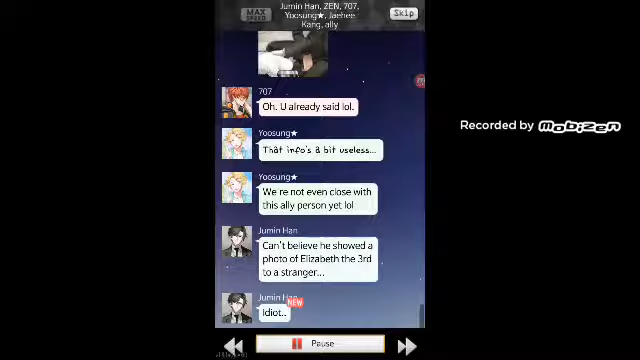 Jumin Han, ZEN, 707,
Yoosung★, Jaehee
Kang, ally
MAX
SPEED
Skip
707
Oh. U already said lol.
Yoosung★
That info's a bit useless...
Yoosung★
We re not even close with
this ally person yet lol
Jumin Han
Can't believe he showed a
photo of Elizabeth the 3rd
to a stranger...
Jumin Han
NEW
Idiot..
Pause
Recorded by mobizen